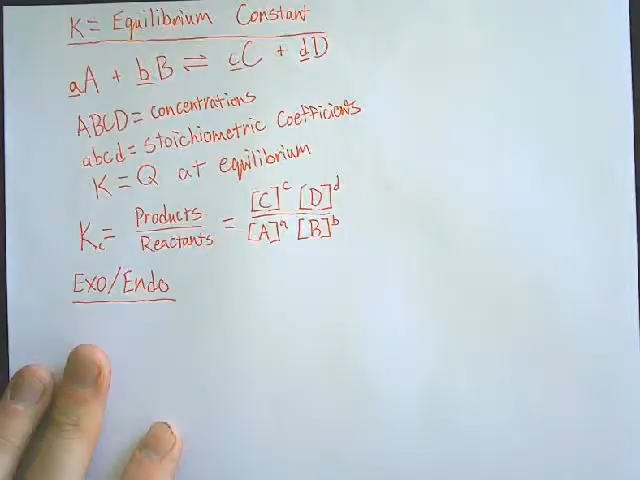 K = Equilibrium Constant
aA + bB ⇌ cC + dD
ABCD = concentrations
abcd = stoichiometric coefficients
K = Q at equilibrium
Kc = Products / Reactants = [C]^c [D]^d / [A]^a [B]^b
Exo/Endo